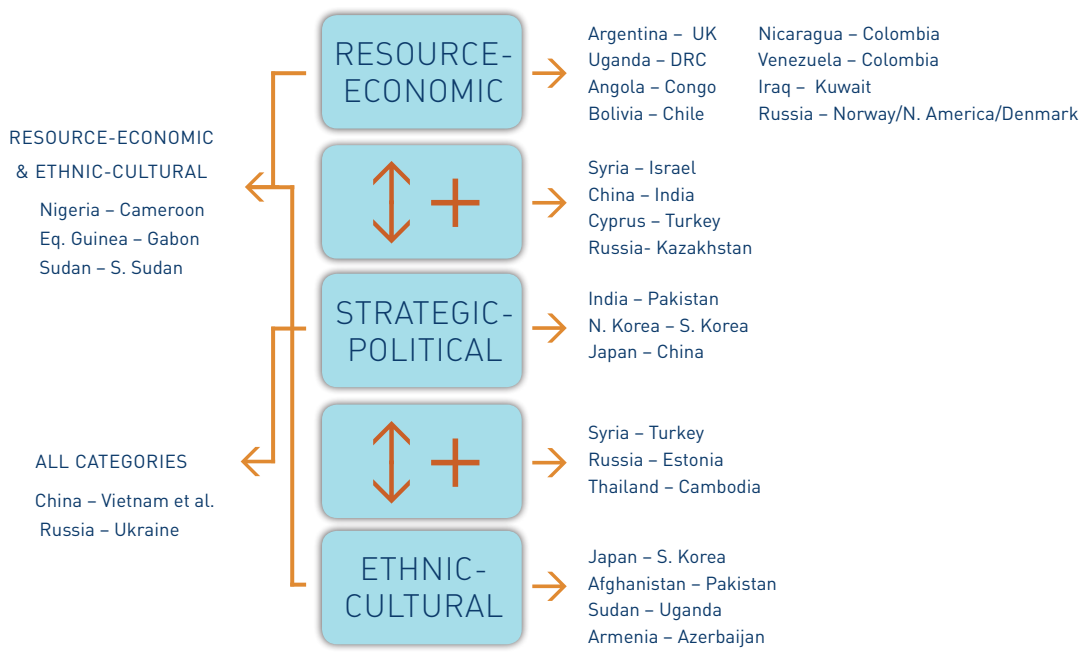 RESOURCE-
ECONOMIC
Argentina – UK
Uganda – DRC
Angola – Congo
Bolivia – Chile
Nicaragua – Colombia
Venezuela – Colombia
Iraq – Kuwait
Russia – Norway/N. America/Denmark
RESOURCE-ECONOMIC
& ETHNIC-CULTURAL
Nigeria – Cameroon
Eq. Guinea – Gabon
Sudan – S. Sudan
+
Syria – Israel
China – India
Cyprus – Turkey
Russia- Kazakhstan
STRATEGIC-
POLITICAL
India – Pakistan
N. Korea – S. Korea
Japan – China
ALL CATEGORIES
China – Vietnam et al.
Russia – Ukraine
+
Syria – Turkey
Russia – Estonia
Thailand – Cambodia
ETHNIC-
CULTURAL
Japan – S. Korea
Afghanistan – Pakistan
Sudan – Uganda
Armenia – Azerbaijan